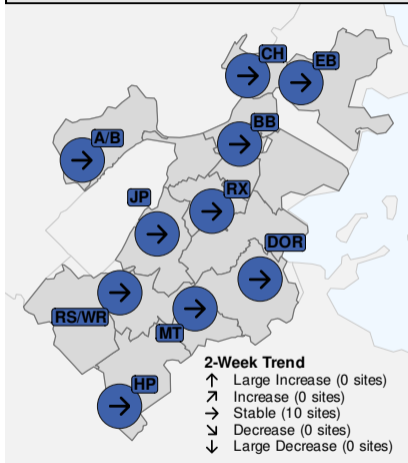 CH
EB
BB
A/B
RX
JP
DOR
RS/WR
MT
HP
2-Week Trend
↑ Large Increase (0 sites)
↗ Increase (0 sites)
→ Stable (10 sites)
↘ Decrease (0 sites)
↓ Large Decrease (0 sites)